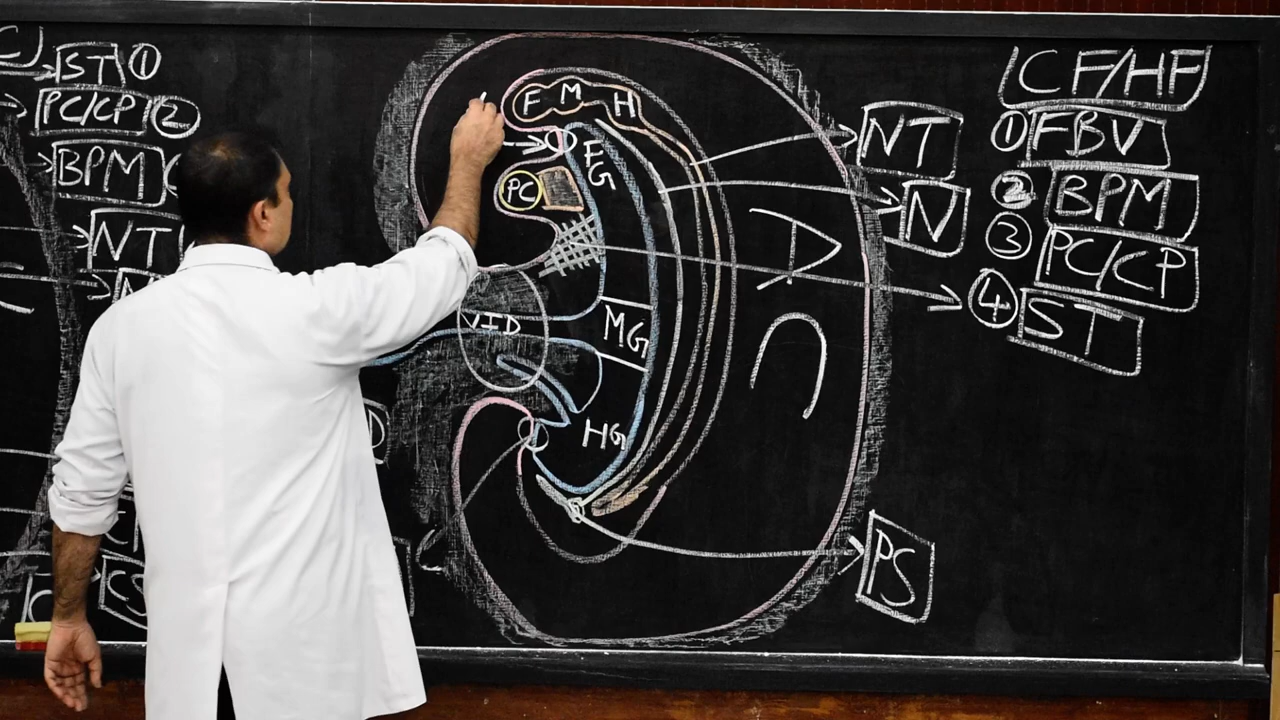 ST ①
PC/CP ②
BPM
NT
CS
F M H
FG
PC
VID
MG
HG
NT
N
PS
CF/HF
① FBV
② BPM
③ PC/CP
④ ST